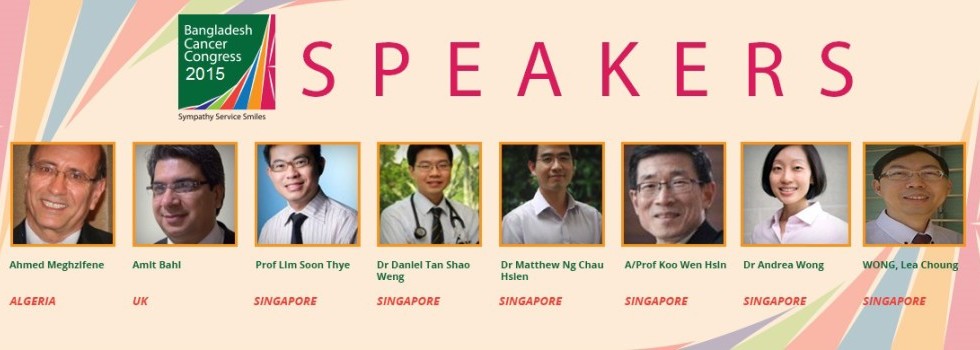 Bangladesh
Cancer
Congress
2015
Sympathy Service Smiles
SPEAKERS
Ahmed Meghzifene
ALGERIA
Amit Bahl
UK
Prof Lim Soon Thye
SINGAPORE
Dr Daniel Tan Shao
Weng
SINGAPORE
Dr Matthew Ng Chau
Hsien
SINGAPORE
A/Prof Koo Wen Hsin
SINGAPORE
Dr Andrea Wong
SINGAPORE
WONG, Lea Choung
SINGAPORE